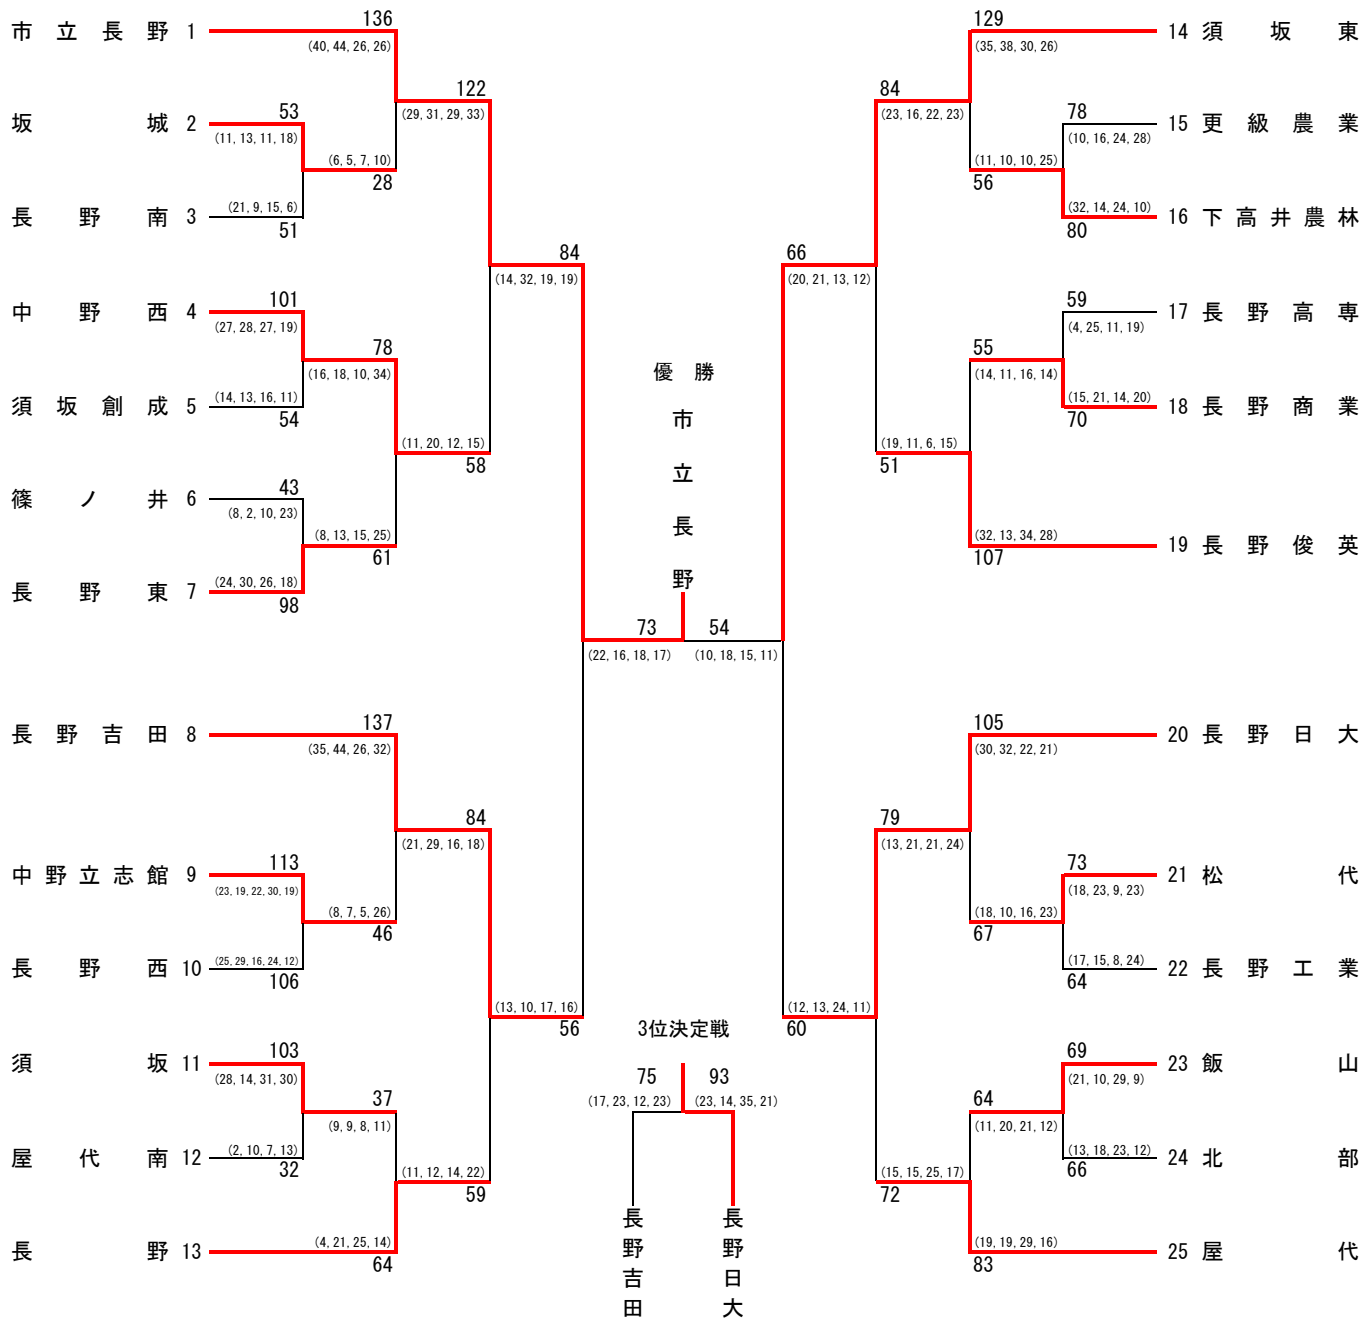 市立長野 1
136
(40, 44, 26, 26)
122
(29, 31, 29, 33)
坂城 2
53
(11, 13, 11, 18)
(6, 5, 7, 10)
28
長野南 3
(21, 9, 15, 6)
51
84
(14, 32, 19, 19)
中野西 4
101
(27, 28, 27, 19)
78
(16, 18, 10, 34)
須坂創成 5
(14, 13, 16, 11)
54
(11, 20, 12, 15)
58
篠ノ井 6
43
(8, 2, 10, 23)
(8, 13, 15, 25)
61
長野東 7
(24, 30, 26, 18)
98
長野吉田 8
137
(35, 44, 26, 32)
84
(21, 29, 16, 18)
中野立志館 9
113
(23, 19, 22, 30, 19)
(8, 7, 5, 26)
46
長野西 10
(25, 29, 16, 24, 12)
106
(13, 10, 17, 16)
56
須坂 11
103
(28, 14, 31, 30)
37
(9, 9, 8, 11)
屋代南 12
(2, 10, 7, 13)
32
(11, 12, 14, 22)
59
長野 13
(4, 21, 25, 14)
64
優勝
市立長野
73
(22, 16, 18, 17)
54
(10, 18, 15, 11)
3位決定戦
75
(17, 23, 12, 23)
93
(23, 14, 35, 21)
長野吉田
長野日大
129
(35, 38, 30, 26)
14 須坂東
84
(23, 16, 22, 23)
78
(10, 16, 24, 28)
15 更級農業
(11, 10, 10, 25)
56
(32, 14, 24, 10)
80
16 下高井農林
66
(20, 21, 13, 12)
59
(4, 25, 11, 19)
17 長野高専
55
(14, 11, 16, 14)
(15, 21, 14, 20)
70
18 長野商業
(19, 11, 6, 15)
51
(32, 13, 34, 28)
107
19 長野俊英
105
(30, 32, 22, 21)
20 長野日大
79
(13, 21, 21, 24)
73
(18, 23, 9, 23)
21 松代
(18, 10, 16, 23)
67
(17, 15, 8, 24)
64
22 長野工業
(12, 13, 24, 11)
60
69
(21, 10, 29, 9)
23 飯山
64
(11, 20, 21, 12)
(13, 18, 23, 12)
66
24 北部
(15, 15, 25, 17)
72
(19, 19, 29, 16)
83
25 屋代